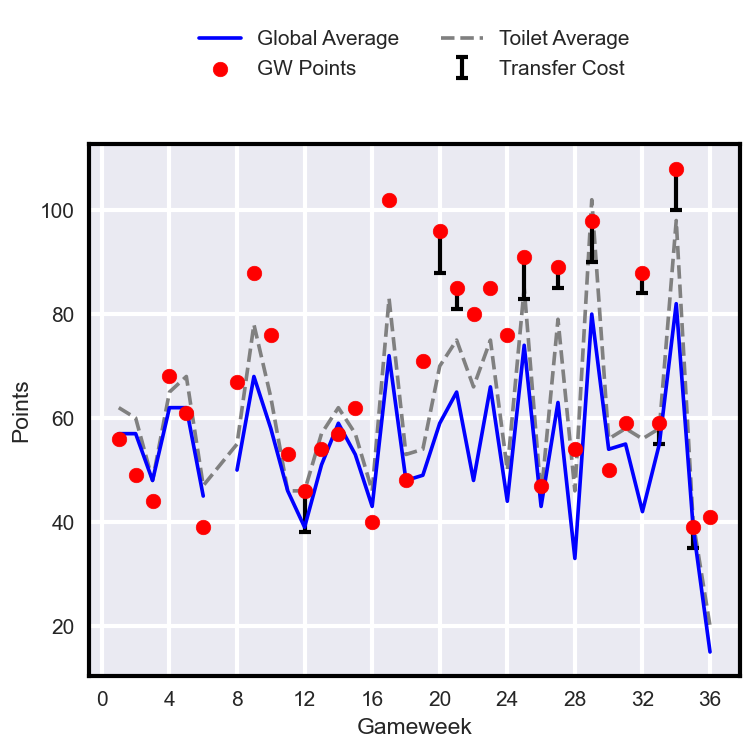 Global Average
Toilet Average
GW Points
Transfer Cost
100
80
60
40
20
Points
0 4 8 12 16 20 24 28 32 36
Gameweek